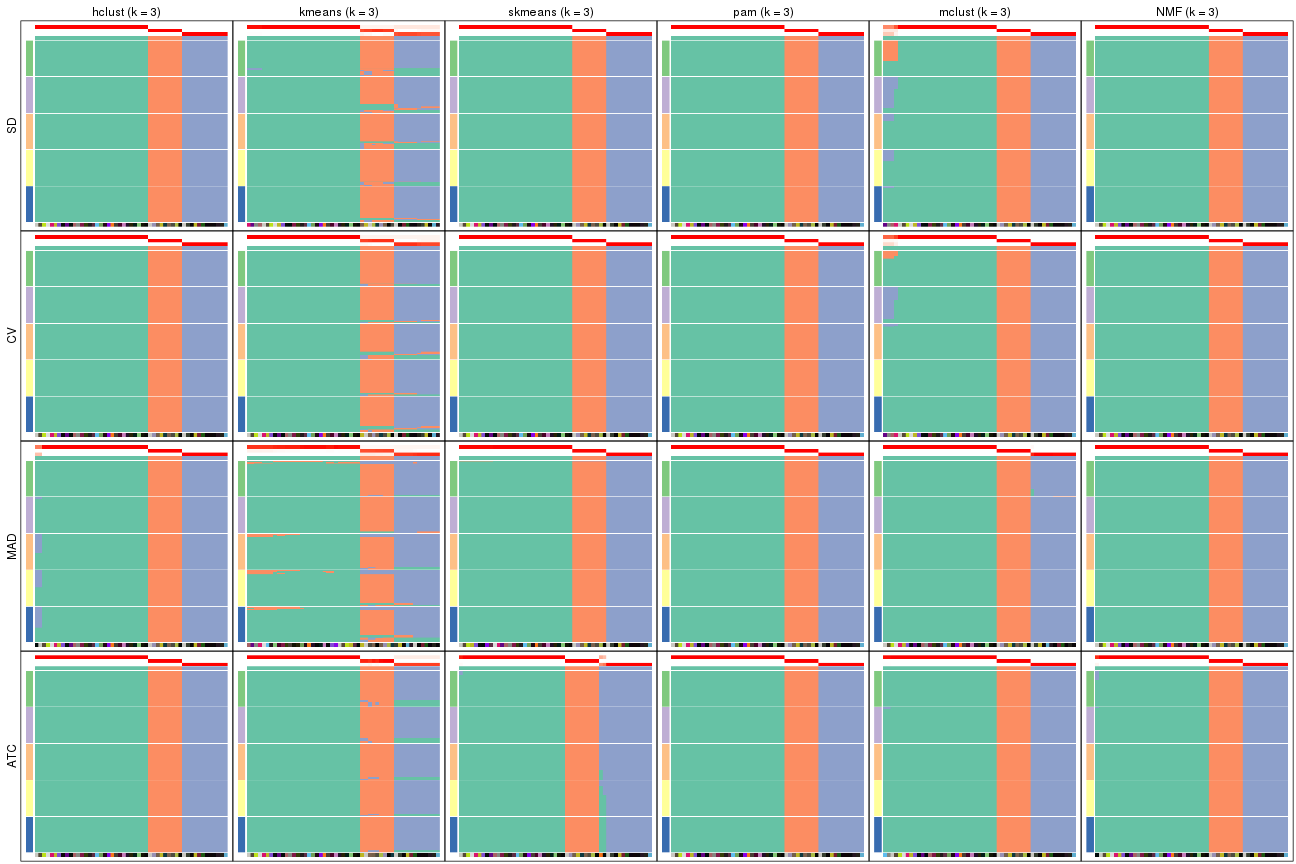 hclust (k = 3) kmeans (k = 3) skmeans (k = 3) pam (k = 3) mclust (k = 3) NMF (k = 3)
SD
CV
MAD
ATC